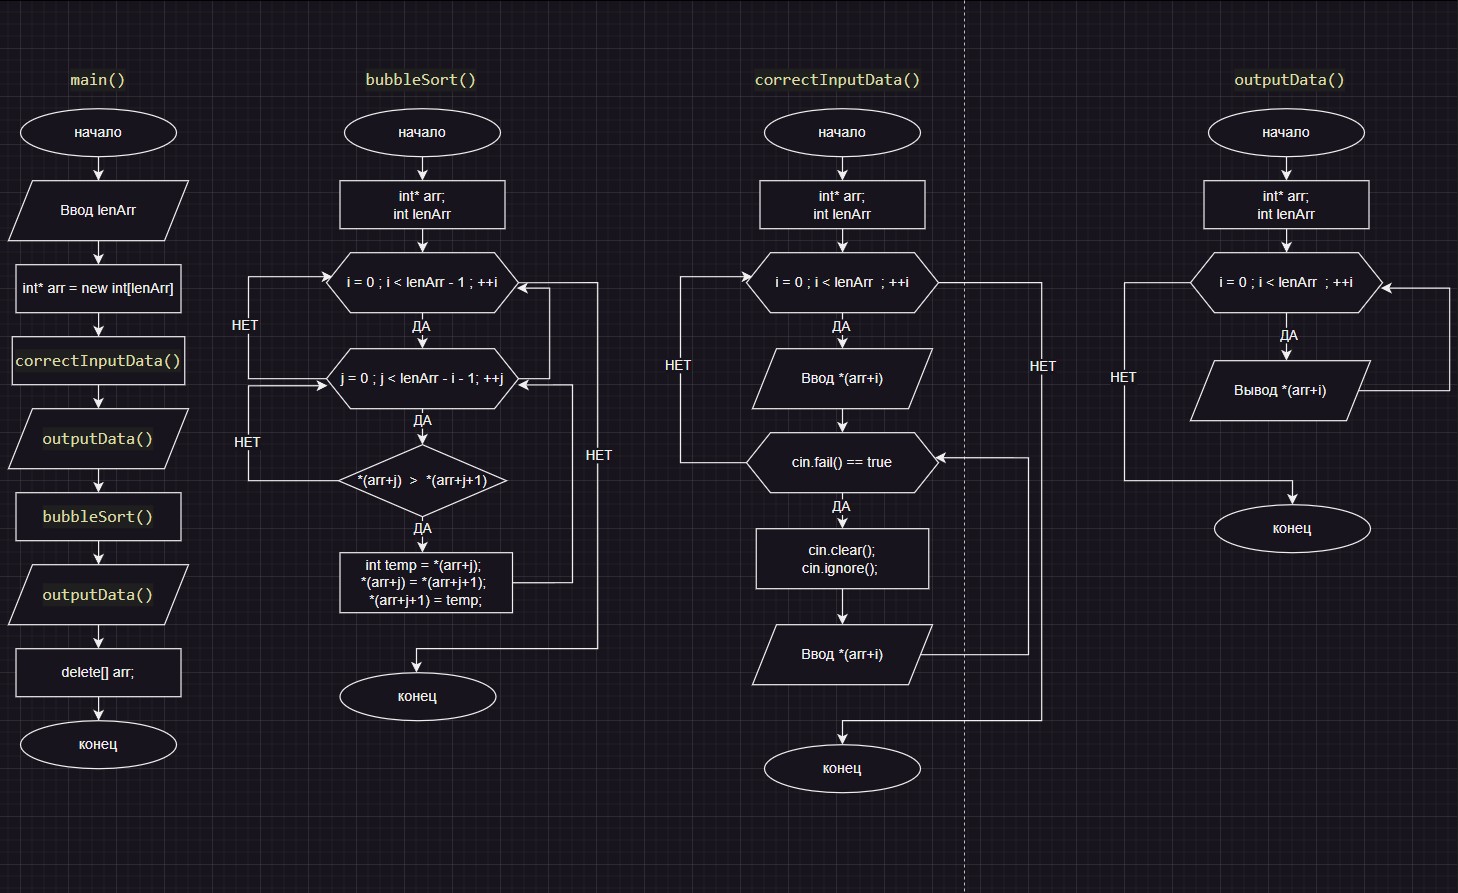 main()
начало
Ввод lenArr
int* arr = new int[lenArr]
correctInputData()
outputData()
bubbleSort()
outputData()
delete[] arr;
конец
bubbleSort()
начало
int* arr;
int lenArr
i = 0 ; i < lenArr - 1 ; ++i
НЕТ
ДА
j = 0 ; j < lenArr - i - 1; ++j
ДА
НЕТ
НЕТ
*(arr+j) > *(arr+j+1)
ДА
int temp = *(arr+j);
*(arr+j) = *(arr+j+1);
*(arr+j+1) = temp;
конец
correctInputData()
начало
int* arr;
int lenArr
i = 0 ; i < lenArr ; ++i
ДА
НЕТ
НЕТ
Ввод *(arr+i)
cin.fail() == true
ДА
cin.clear();
cin.ignore();
Ввод *(arr+i)
конец
outputData()
начало
int* arr;
int lenArr
i = 0 ; i < lenArr ; ++i
ДА
НЕТ
Вывод *(arr+i)
конец